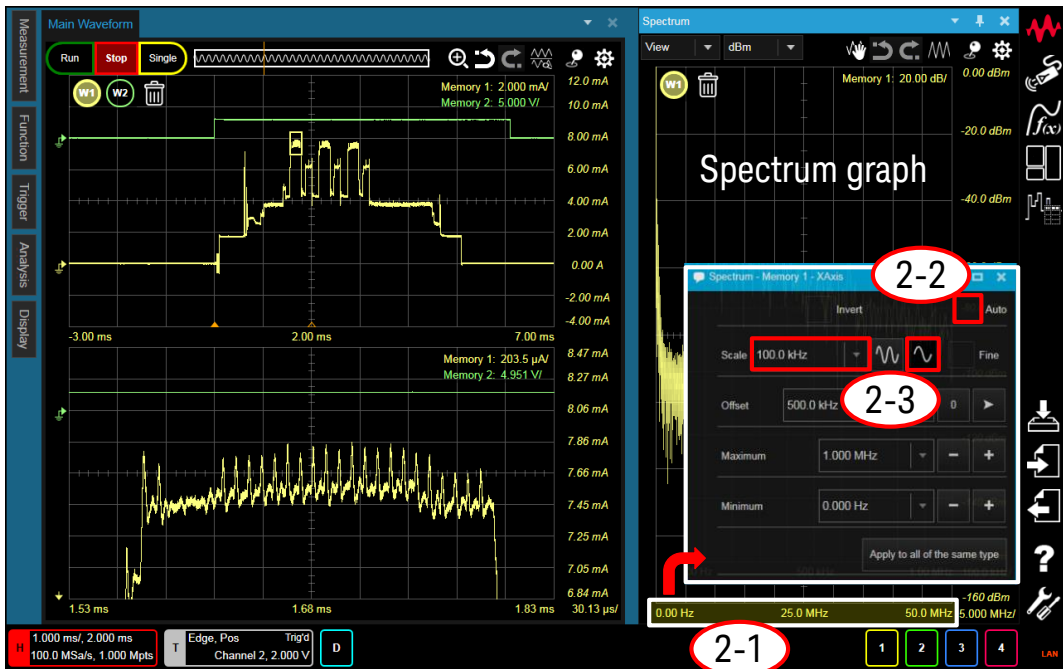 Measurement
Function
Trigger
Analysis
Display
Main Waveform
Run
Stop
Single
W1
W2
Memory 1: 2.000 mA/
Memory 2: 5.000 V/
12.0 mA
10.0 mA
8.00 mA
6.00 mA
4.00 mA
2.00 mA
0.00 A
-2.00 mA
-4.00 mA
-3.00 ms
2.00 ms
7.00 ms
Memory 1: 203.5 µA/
Memory 2: 4.951 V/
8.47 mA
8.27 mA
8.06 mA
7.86 mA
7.66 mA
7.45 mA
7.25 mA
7.05 mA
6.84 mA
1.53 ms
1.68 ms
1.83 ms
30.13 µs/
Spectrum
View
dBm
W1
Memory 1: 20.00 dB/
0.00 dBm
-20.0 dBm
-40.0 dBm
Spectrum graph
Spectrum - Memory 1 - XAxis
2-2
Invert
Auto
Scale
100.0 kHz
Fine
2-3
Offset
500.0 kHz
0
Maximum
1.000 MHz
-
+
Minimum
0.000 Hz
-
+
Apply to all of the same type
-160 dBm
0.00 Hz
25.0 MHz
50.0 MHz
5.000 MHz/
2-1
f(x)
?
H
1.000 ms/, 2.000 ms
100.0 MSa/s, 1.000 Mpts
T
Edge, Pos
Trig'd
Channel 2, 2.000 V
D
1
2
3
4
LAN